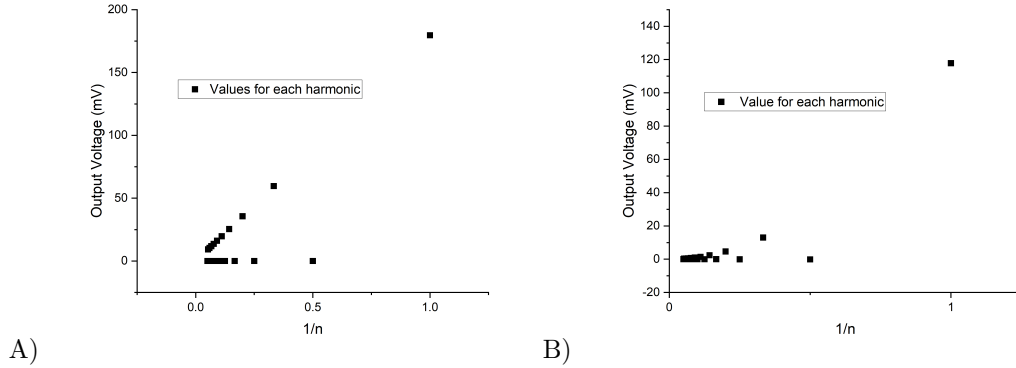 200
150
100
50
0
Output Voltage (mV)
Values for each harmonic
0.0 0.5 1.0
1/n
A)
140
120
100
80
60
40
20
0
-20
Output Voltage (mV)
Value for each harmonic
0 1
1/n
B)